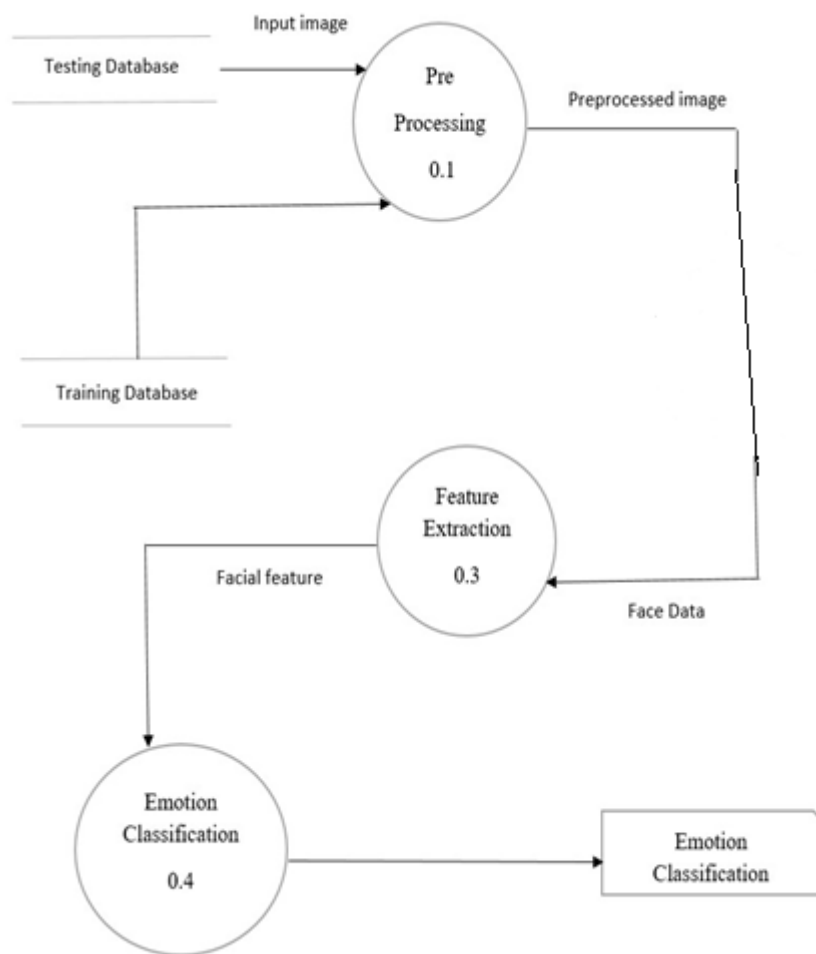 Input image
Testing Database
Pre
Processing
0.1
Preprocessed image
Training Database
Feature
Extraction
0.3
Facial feature
Face Data
Emotion
Classification
0.4
Emotion
Classification